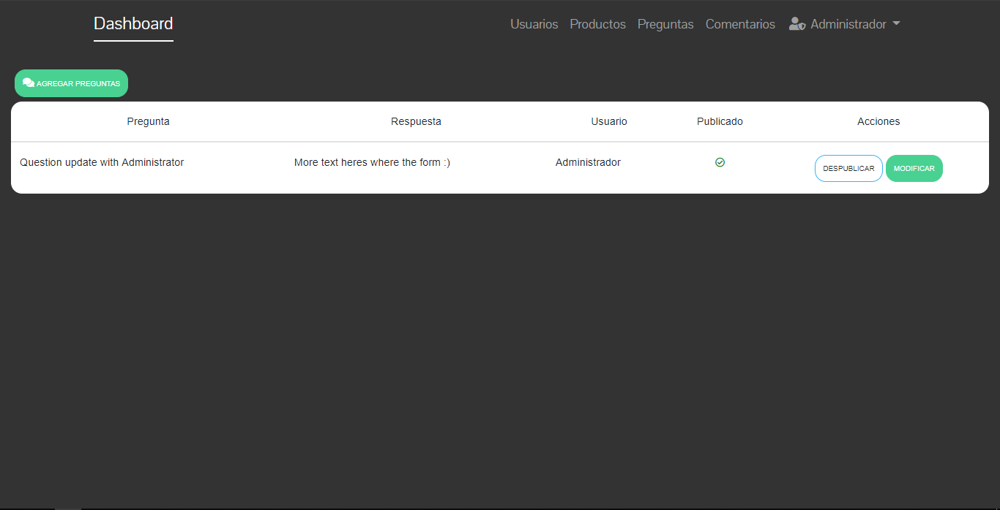 Dashboard Usuarios Productos Preguntas Comentarios Administrador
AGREGAR PREGUNTAS
Pregunta Respuesta Usuario Publicado Acciones
Question update with Administrator More text heres where the form :) Administrador DESPUBLICAR MODIFICAR